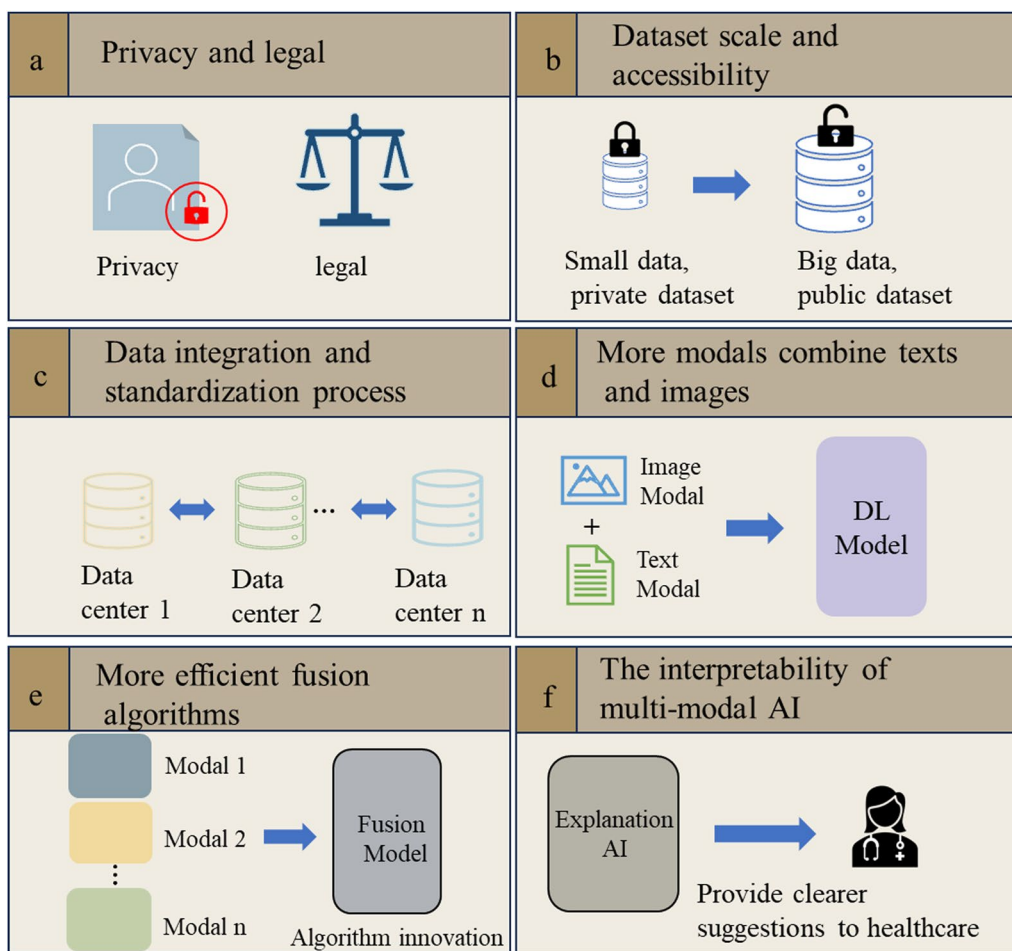 a
Privacy and legal
Privacy
legal
b
Dataset scale and
accessibility
Small data,
private dataset
Big data,
public dataset
c
Data integration and
standardization process
...
Data
center 1
Data
center 2
Data
center n
d
More modals combine texts
and images
Image
Modal
+
Text
Modal
DL
Model
e
More efficient fusion
algorithms
Modal 1
Modal 2
...
Modal n
Fusion
Model
Algorithm innovation
f
The interpretability of
multi-modal AI
Explanation
AI
Provide clearer
suggestions to healthcare